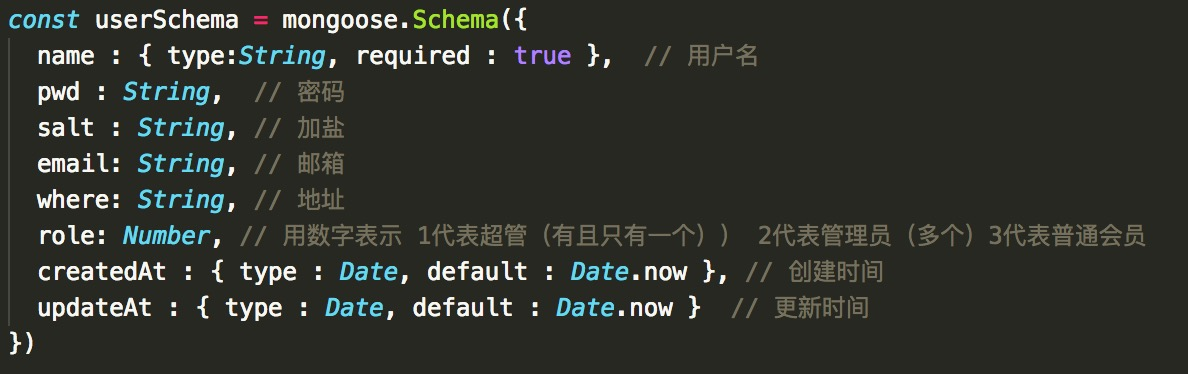 const userSchema = mongoose.Schema({
  name : { type:String, required : true },  // 用户名
  pwd : String,  // 密码
  salt : String, // 加盐
  email: String, // 邮箱
  where: String, // 地址
  role: Number, // 用数字表示 1代表超管（有且只有一个）） 2代表管理员（多个）3代表普通会员
  createdAt : { type : Date, default : Date.now }, // 创建时间
  updateAt : { type : Date, default : Date.now }  // 更新时间
})